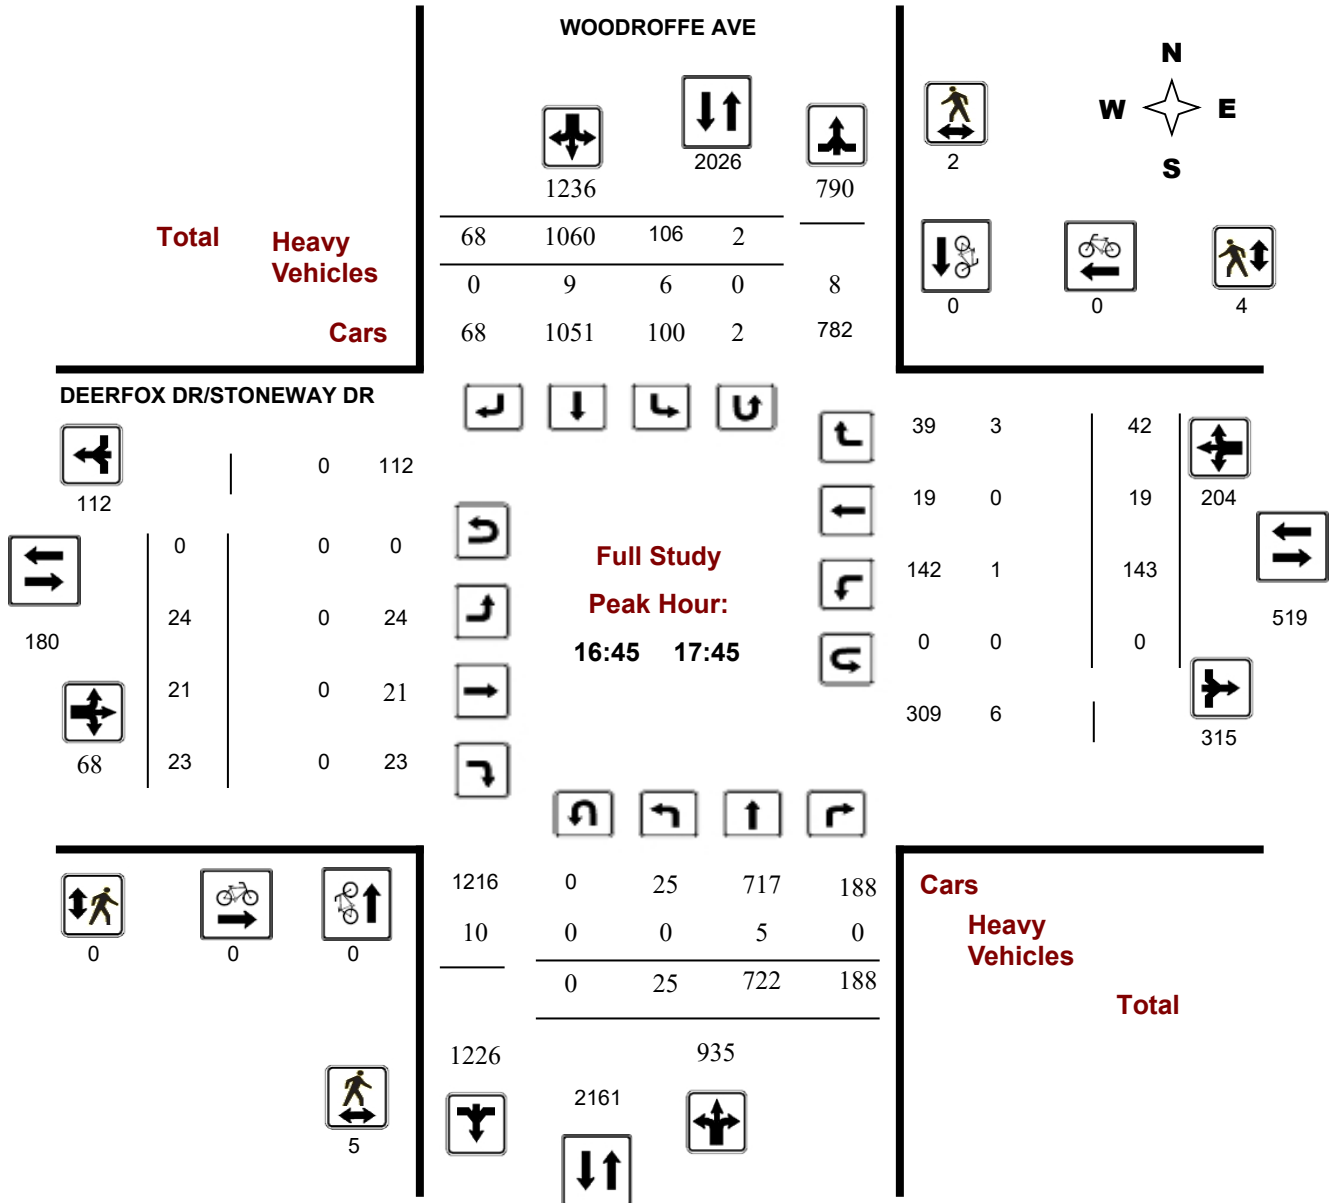 WOODROFFE AVE
N
W E
S
2026
2
1236
790
Total Heavy Vehicles
68 1060 106 2
0 9 6 0 8
0 0 4
Cars
68 1051 100 2 782
DEERFOX DR/STONEWAY DR
39 3 42
0 112
112
19 0 19 204
0 0 0
Full Study
142 1 143
Peak Hour:
24 0 24
519
180
16:45 17:45
0 0 0
21 0 21
309 6
315
68 23 0 23
1216 0 25 717 188
Cars
10 0 0 5 0
Heavy
Vehicles
0 0 0
0 25 722 188
Total
1226 935
2161
5